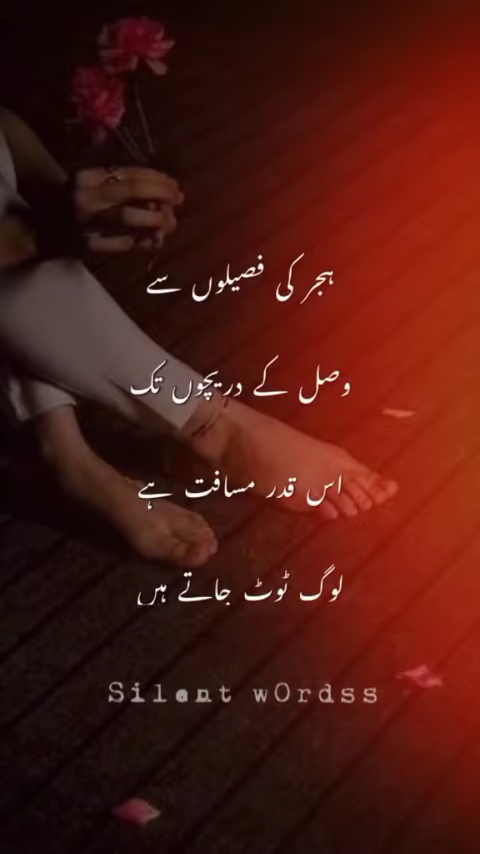 ہجر کی فصیلوں سے
وصل کے دریچوں تک
اس قدر مسافت ہے
لوگ ٹوٹ جاتے ہیں
Silent wOrdss